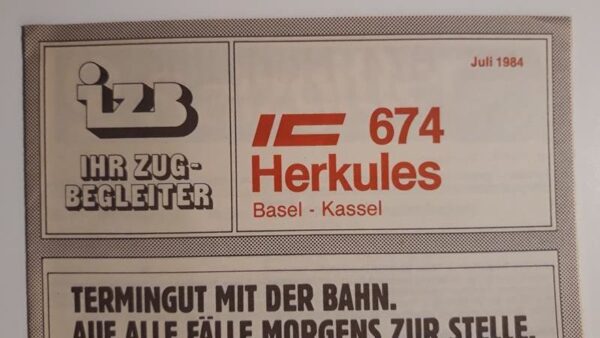 izb
IHR ZUG-
BEGLEITER
Juli 1984
IC 674
Herkules
Basel - Kassel
TERMINGUT MIT DER BAHN.
AUF ALLE FÄLLE MORGENS ZUR STELLE.